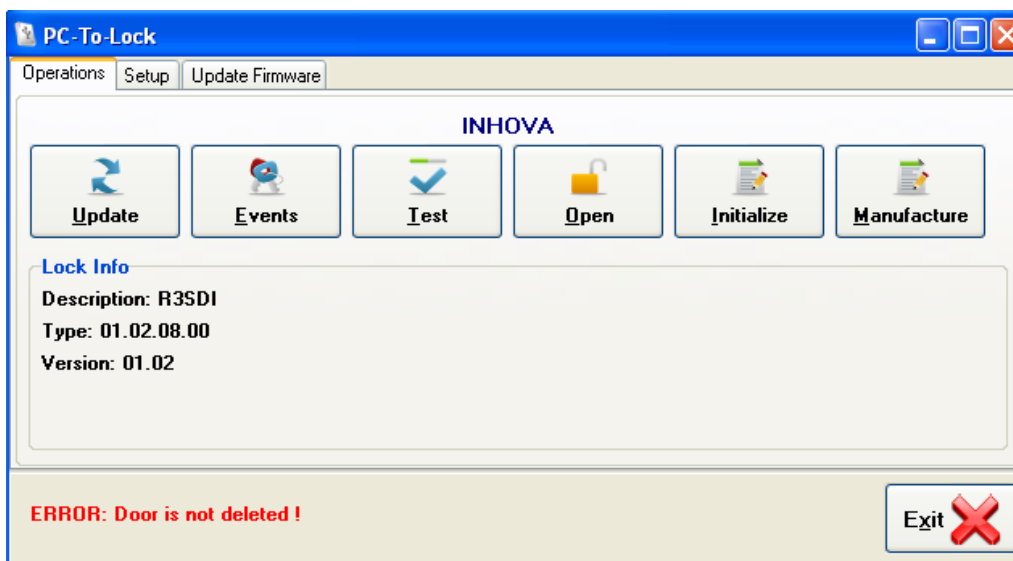 PC-To-Lock
Operations Setup Update Firmware
INHOVA
Update Events Test Open Initialize Manufacture
Lock Info
Description: R3SDI
Type: 01.02.08.00
Version: 01.02
ERROR: Door is not deleted !
Exit